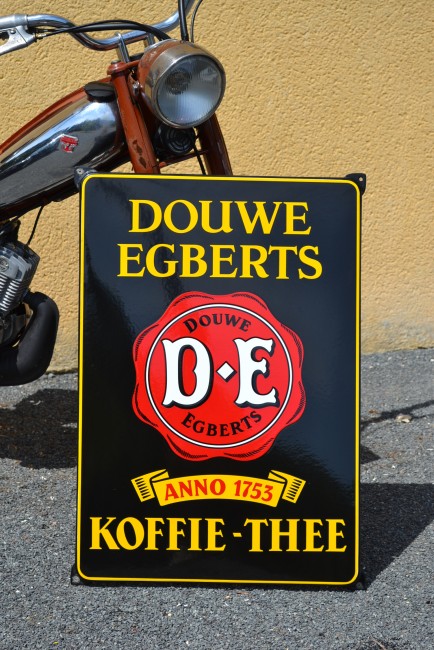 DOUWE
EGBERTS
DOUWE
D·E
EGBERTS
ANNO 1753
KOFFIE-THEE